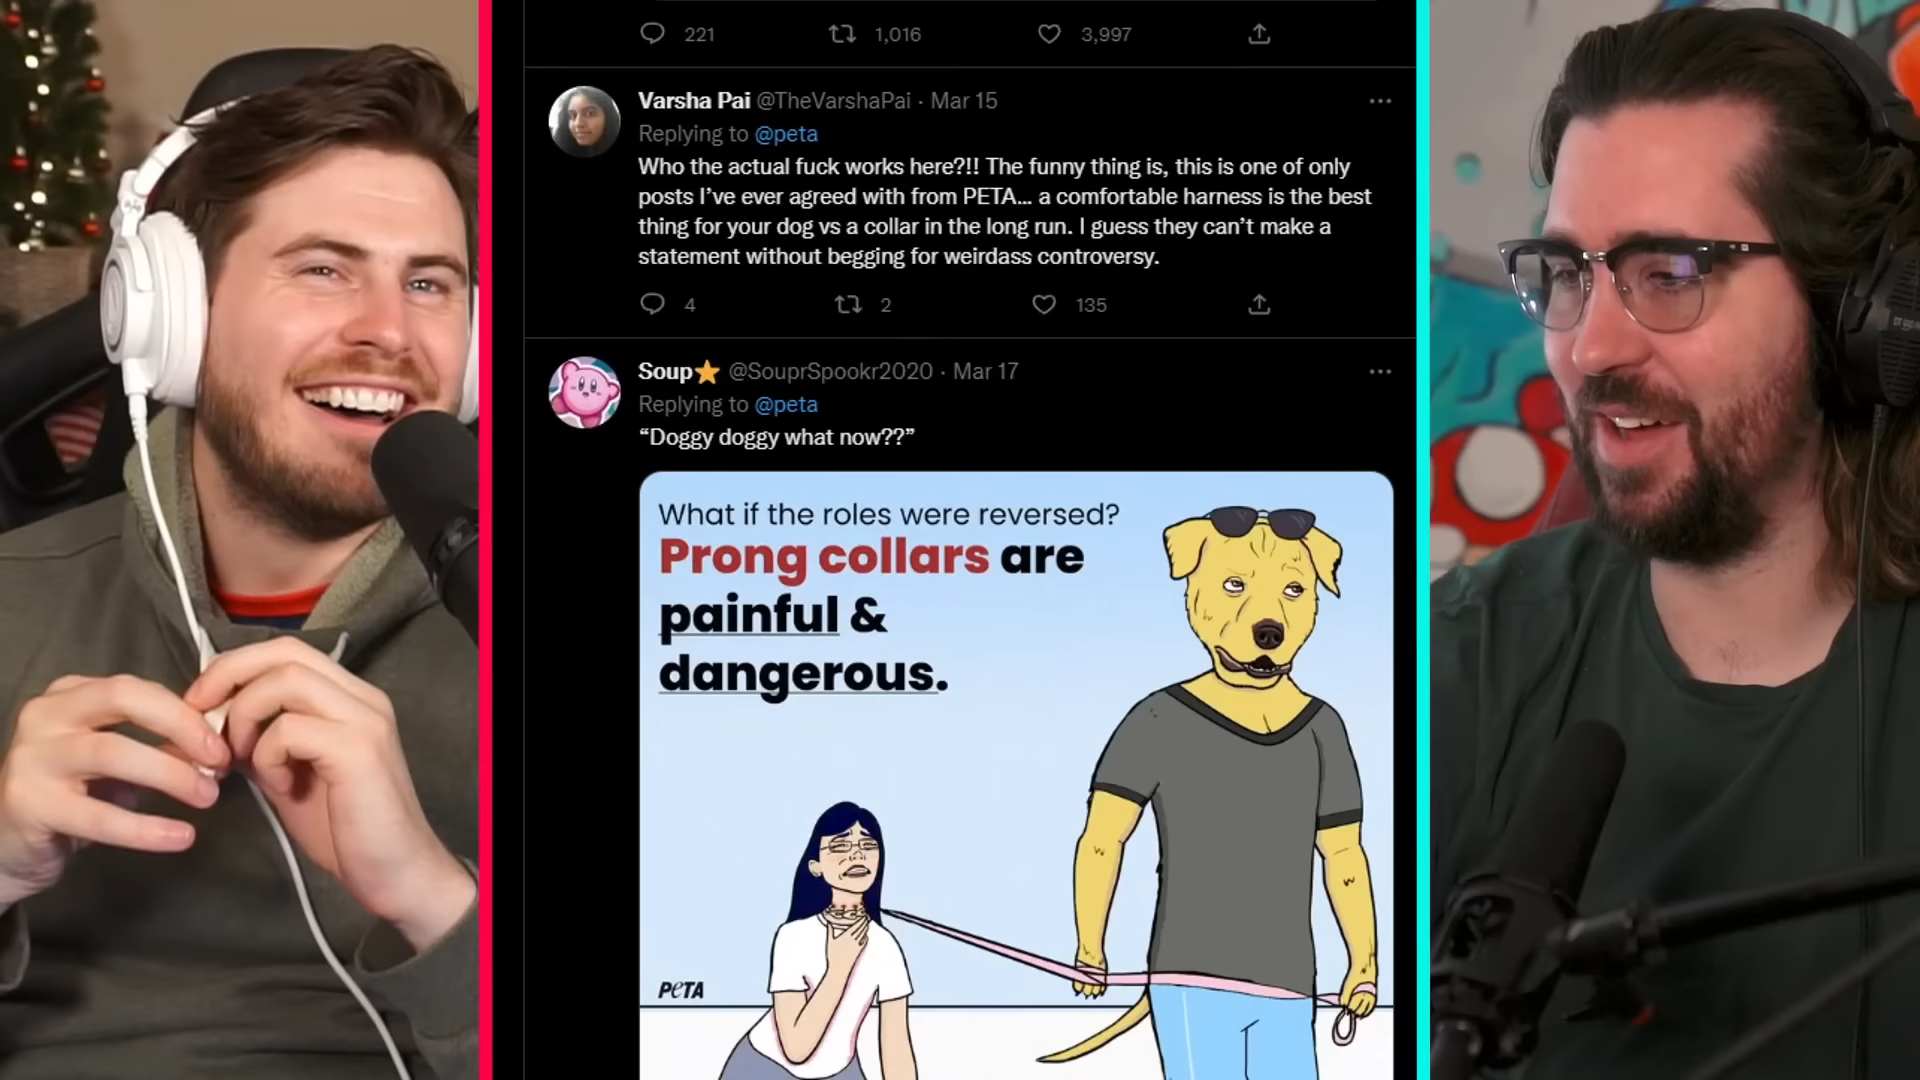 221 1,016 3,997
Varsha Pai @TheVarshaPai · Mar 15
Replying to @peta
Who the actual fuck works here?!! The funny thing is, this is one of only
posts I’ve ever agreed with from PETA... a comfortable harness is the best
thing for your dog vs a collar in the long run. I guess they can’t make a
statement without begging for weirdass controversy.
4 2 135
Soup⭐ @SouprSpookr2020 · Mar 17
Replying to @peta
“Doggy doggy what now??”
What if the roles were reversed?
Prong collars are
painful &
dangerous.
PETA